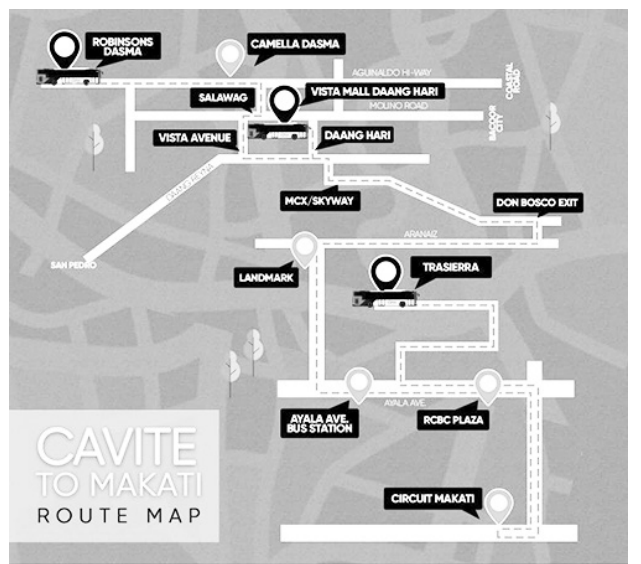 ROBINSONS
DASMA
CAMELLA DASMA
AGUINALDO HI-WAY
COASTAL
ROAD
SALAWAG
VISTA MALL DAANG HARI
MOLINO ROAD
BACOOR
CITY
VISTA AVENUE
DAANG HARI
DAANG REYNA
MCX/SKYWAY
DON BOSCO EXIT
ARANAIZ
SAN PEDRO
LANDMARK
TRASIERRA
AYALA AVE.
AYALA AVE.
BUS STATION
RCBC PLAZA
CAVITE
TO MAKATI
ROUTE MAP
CIRCUIT MAKATI